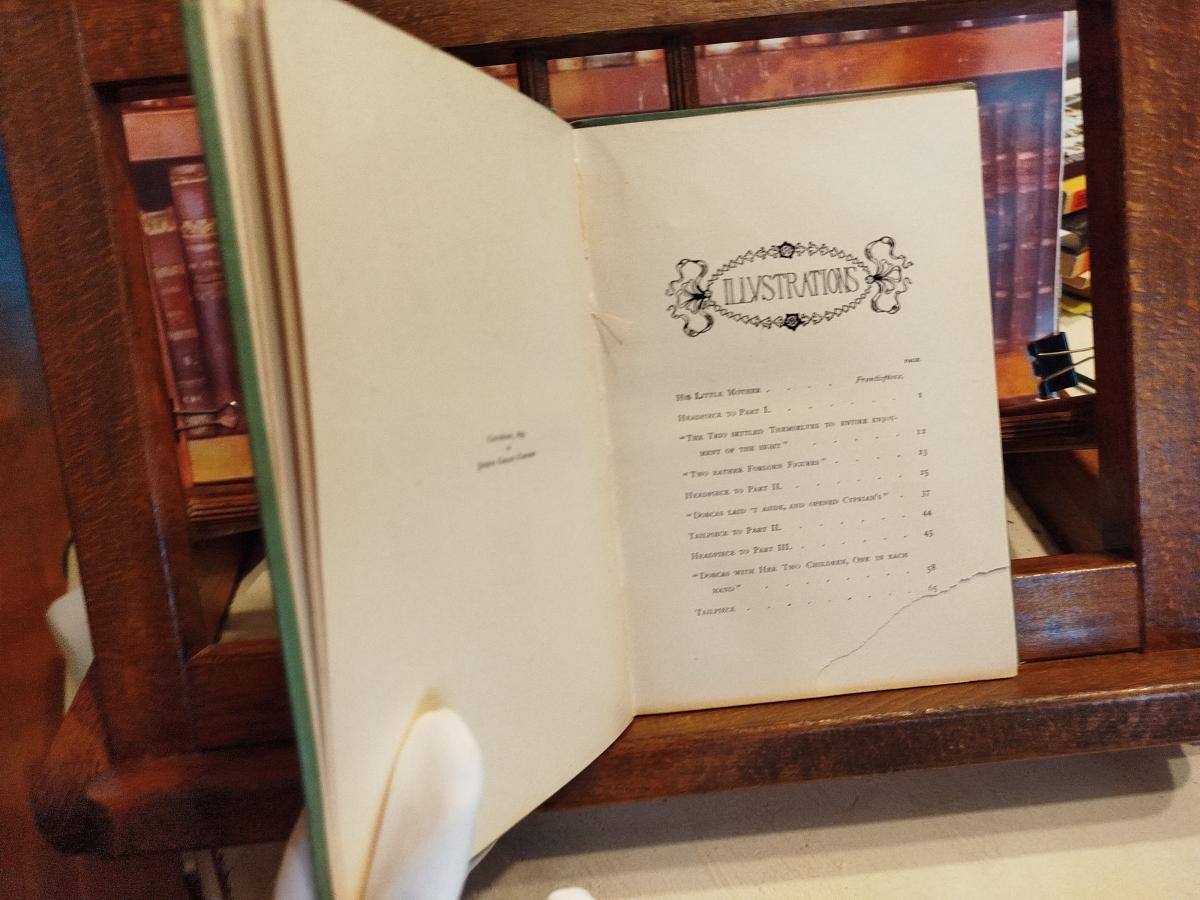 ILLVSTRATIONS
PAGE
His Little Mother . . . . Frontispiece.
Headpiece to Part I. . . . . . . . 1
“The Trio settled Themselves to entire enjoy-
ment of the sight” . . . . . . 12
“Two rather Forlorn Figures” . . . . . 23
Headpiece to Part II. . . . . . . . 25
“Dorcas laid 't aside, and opened Cyprian's” . 37
Tailpiece to Part II. . . . . . . . 44
Headpiece to Part III. . . . . . . 45
“Dorcas with Her Two Children, One in each
hand” . . . . . . . . 58
Tailpiece . . . . . . . . . 65